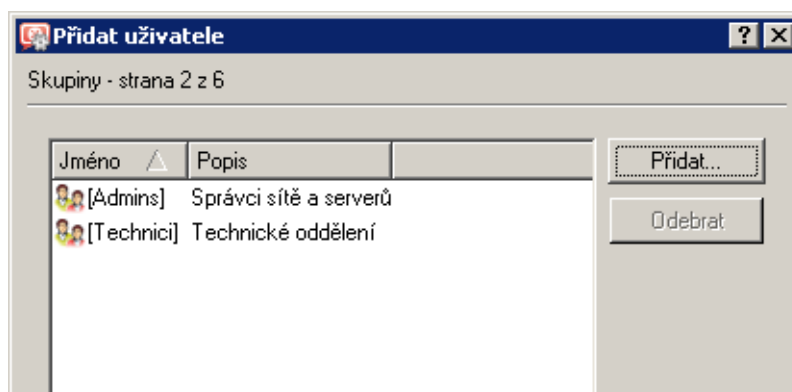 Přidat uživatele
Skupiny - strana 2 z 6
Jméno Popis
Přidat...
[Admins] Správci sítě a serverů
Odebrat
[Technici] Technické oddělení